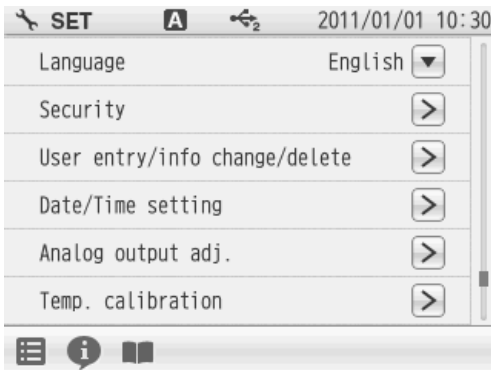 SET A 2 2011/01/01 10:30
Language English
Security
User entry/info change/delete
Date/Time setting
Analog output adj.
Temp. calibration